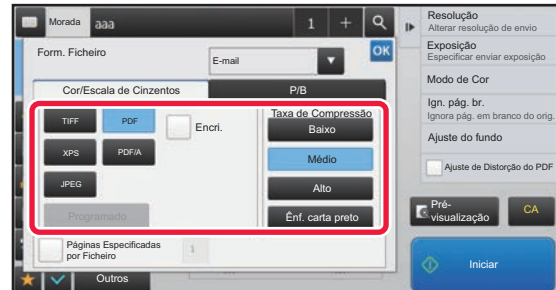 Morada
aaa
1
Form. Ficheiro
E-mail
OK
Cor/Escala de Cinzentos
P/B
TIFF
PDF
Encri.
XPS
PDF/A
JPEG
Programado
Taxa de Compressão
Baixo
Médio
Alto
Ênf. carta preto
Páginas Especificadas
por Ficheiro
1
Outros
Resolução
Alterar resolução de envio
Exposição
Especificar enviar exposição
Modo de Cor
Ign. pág. br.
Ignora pág. em branco do orig.
Ajuste do fundo
Ajuste de Distorção do PDF
Pré-
visualização
CA
Iniciar